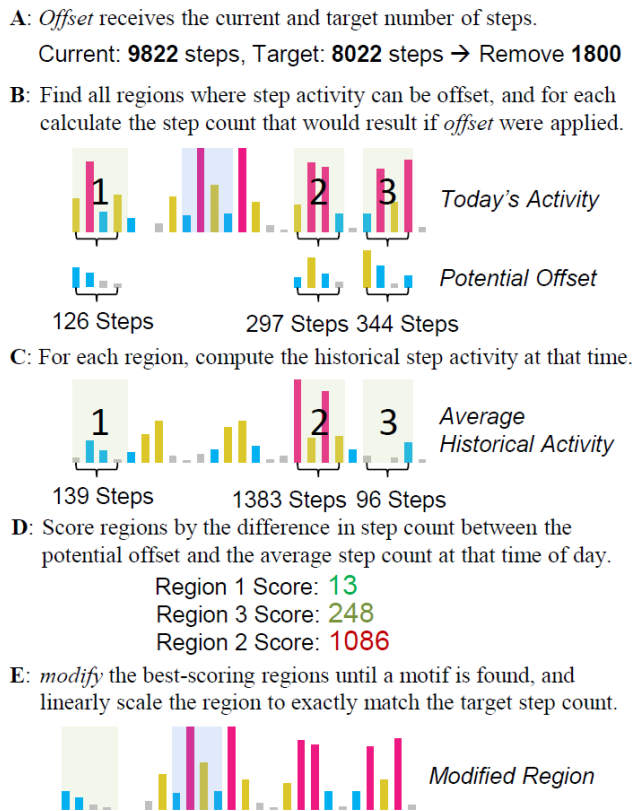 A: Offset receives the current and target number of steps.
Current: 9822 steps, Target: 8022 steps → Remove 1800
B: Find all regions where step activity can be offset, and for each
calculate the step count that would result if offset were applied.
1 2 3 Today's Activity
Potential Offset
126 Steps 297 Steps 344 Steps
C: For each region, compute the historical step activity at that time.
1 2 3 Average
Historical Activity
139 Steps 1383 Steps 96 Steps
D: Score regions by the difference in step count between the
potential offset and the average step count at that time of day.
Region 1 Score: 13
Region 3 Score: 248
Region 2 Score: 1086
E: modify the best-scoring regions until a motif is found, and
linearly scale the region to exactly match the target step count.
Modified Region